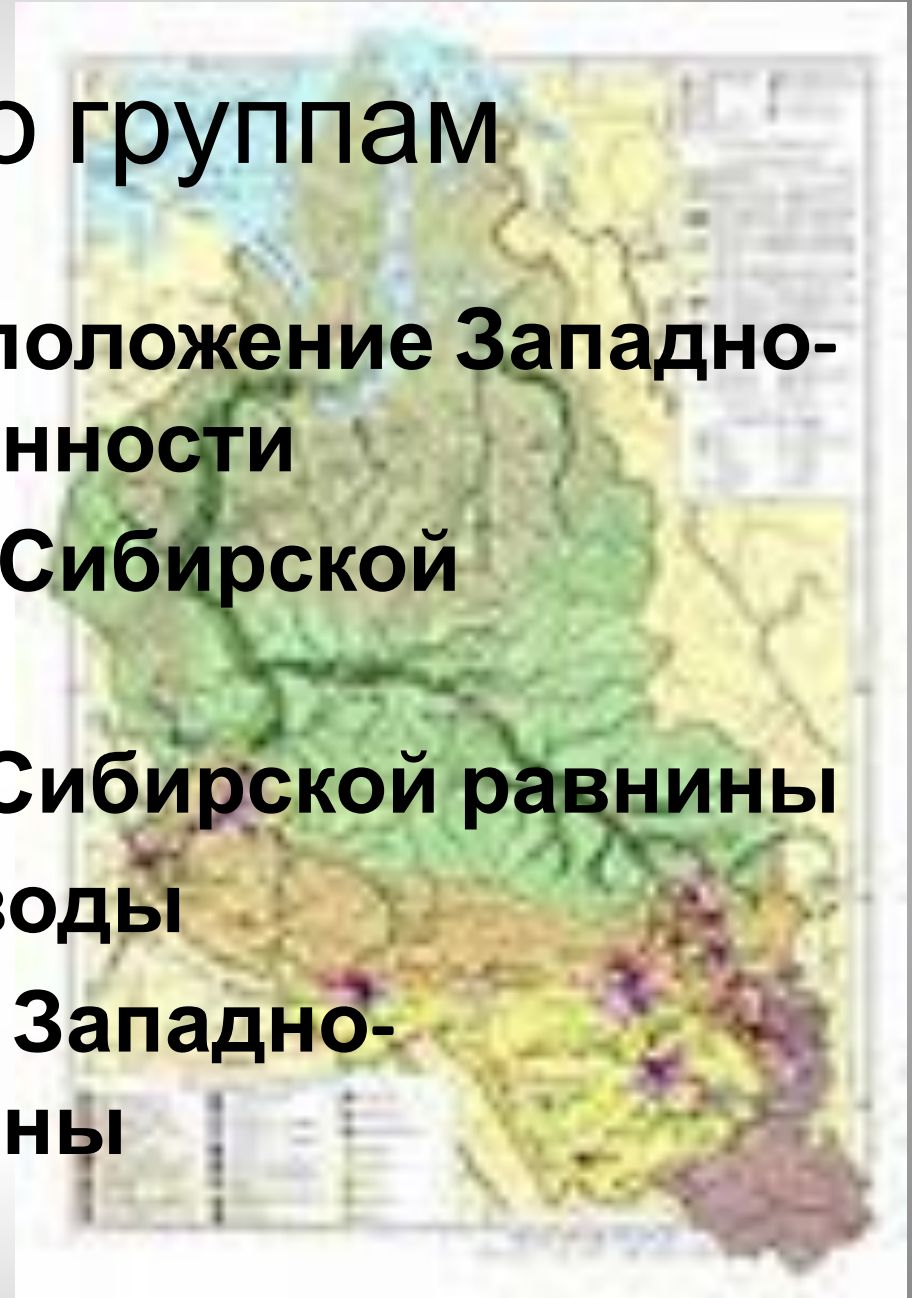 о группам
положение Западно-
нности
Сибирской
Сибирской равнины
воды
Западно-
ны